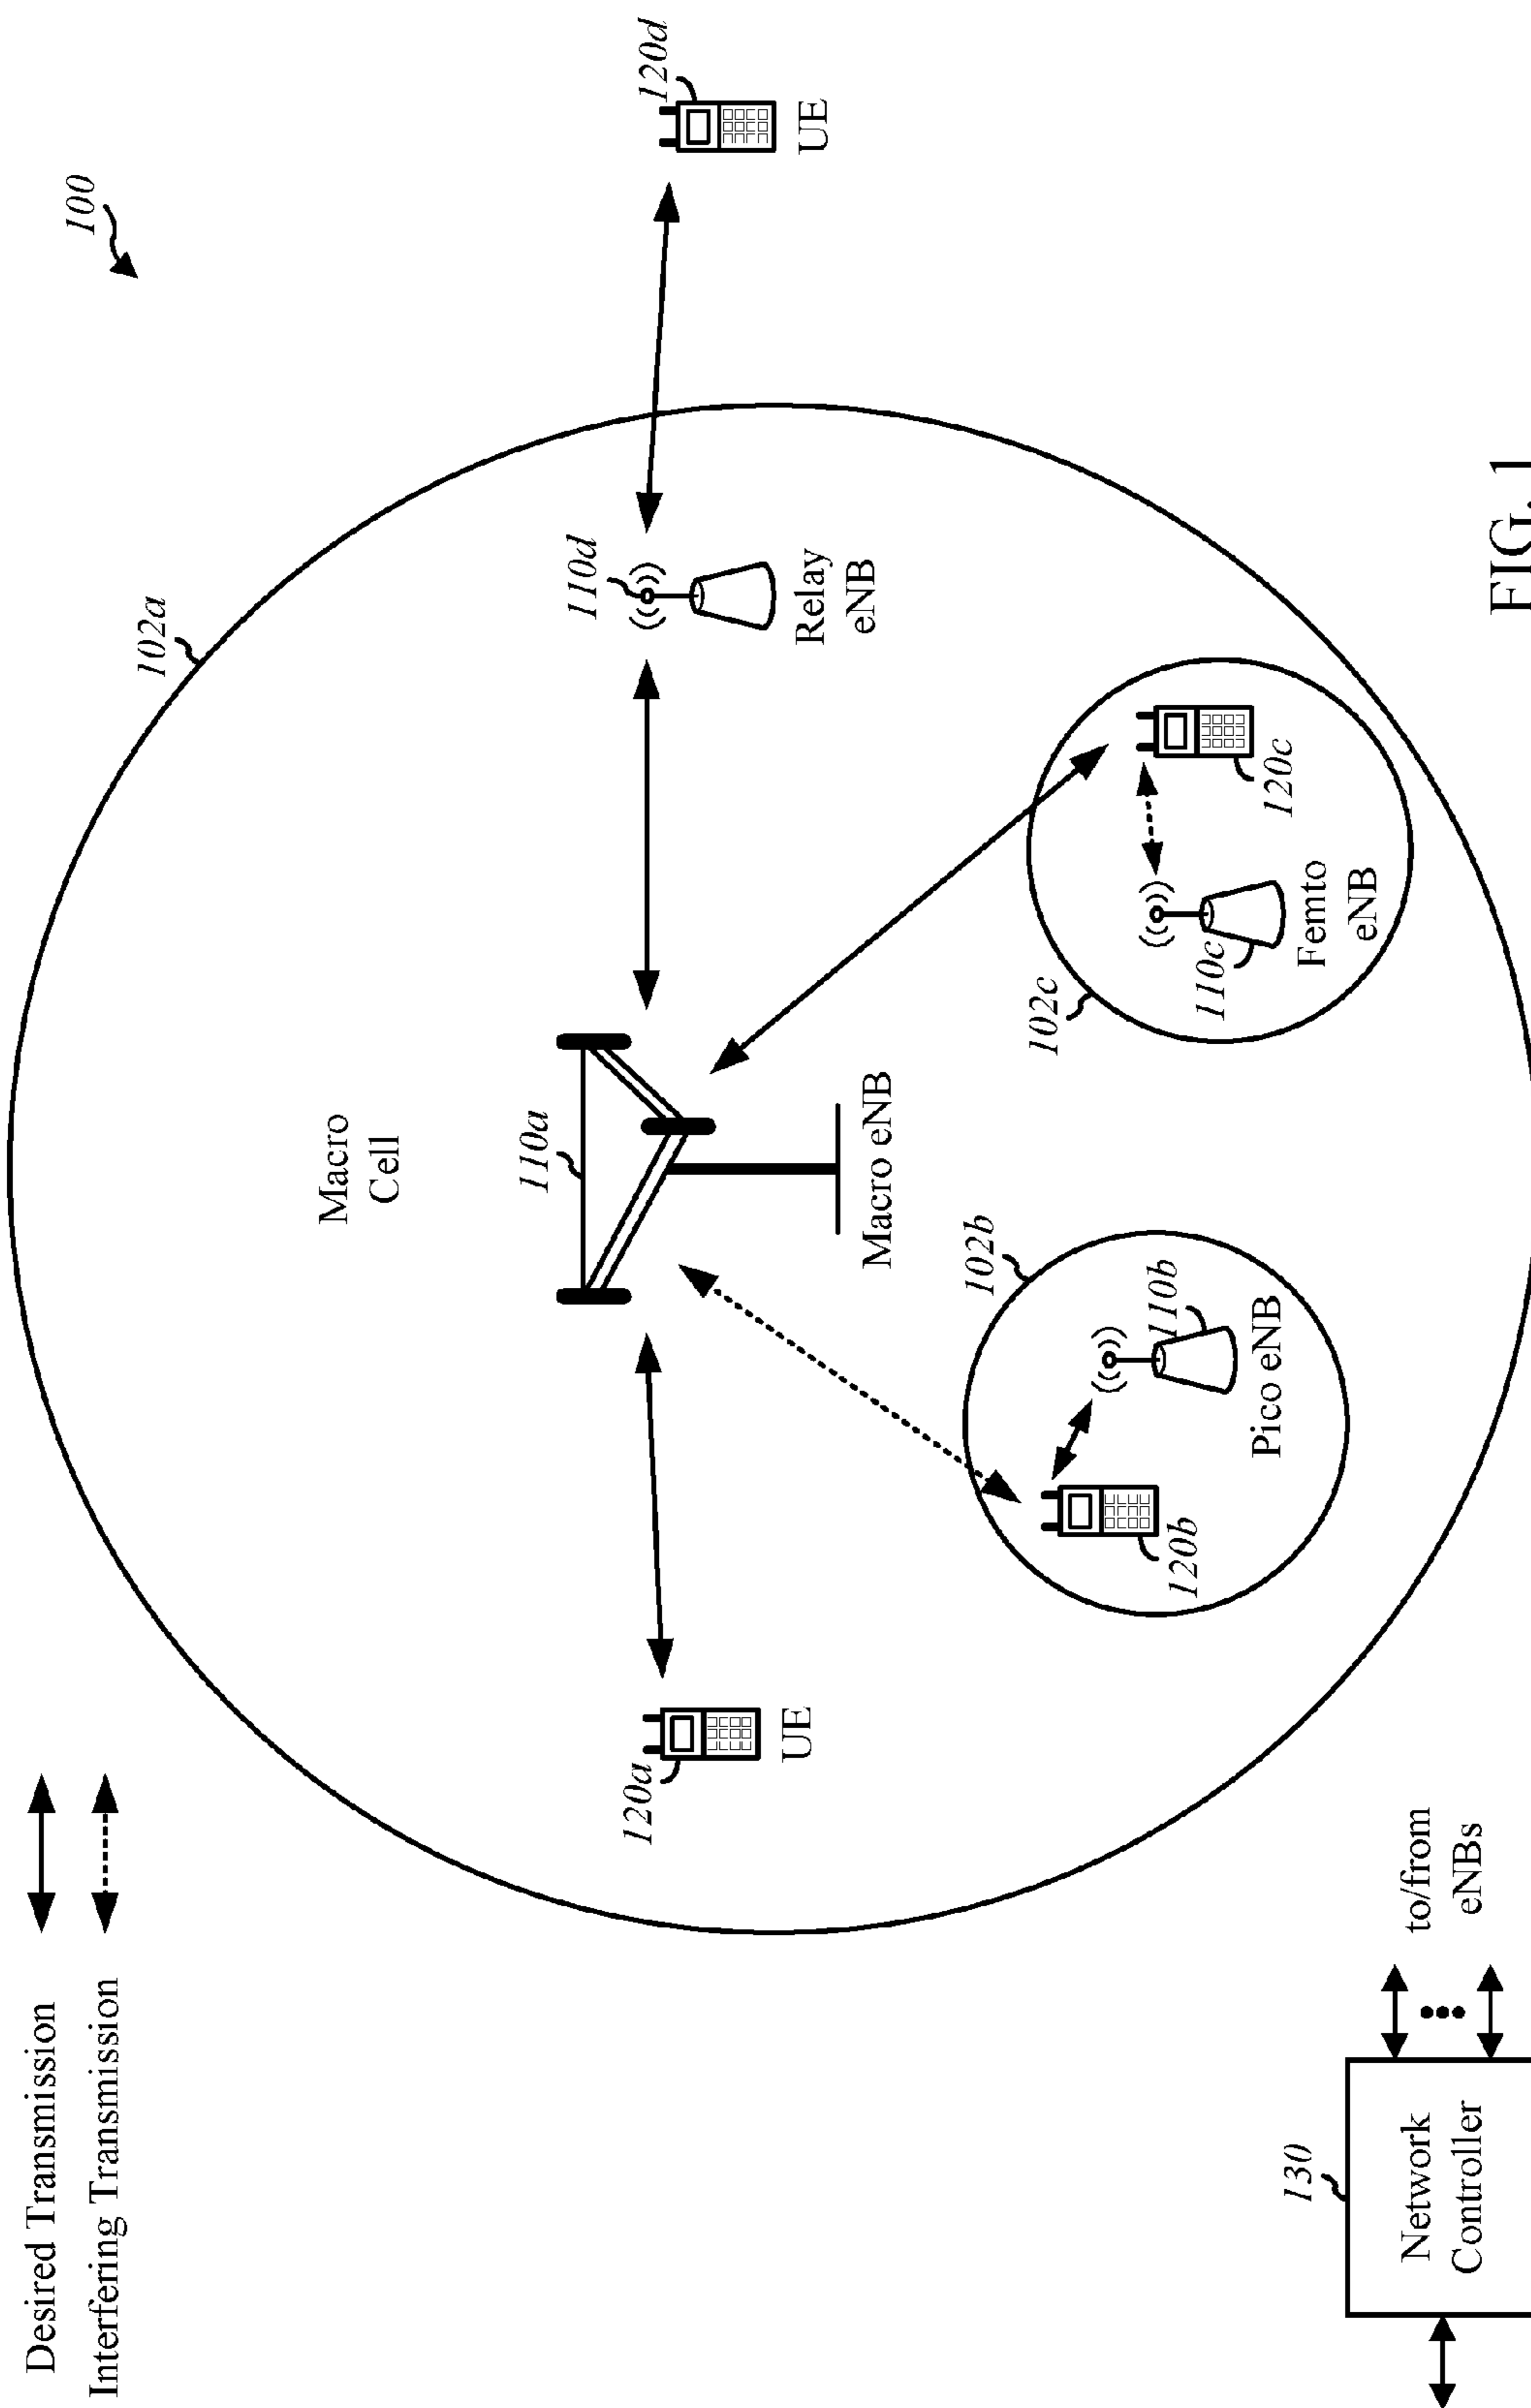 Desired Transmission
Interfering Transmission
100
102a
Macro
Cell
110a
Macro eNB
110d
Relay
eNB
120d
UE
120a
UE
102b
110b
Pico eNB
120b
102c
110c
Femto
eNB
120c
130
Network
Controller
to/from
eNBs
FIG. 1